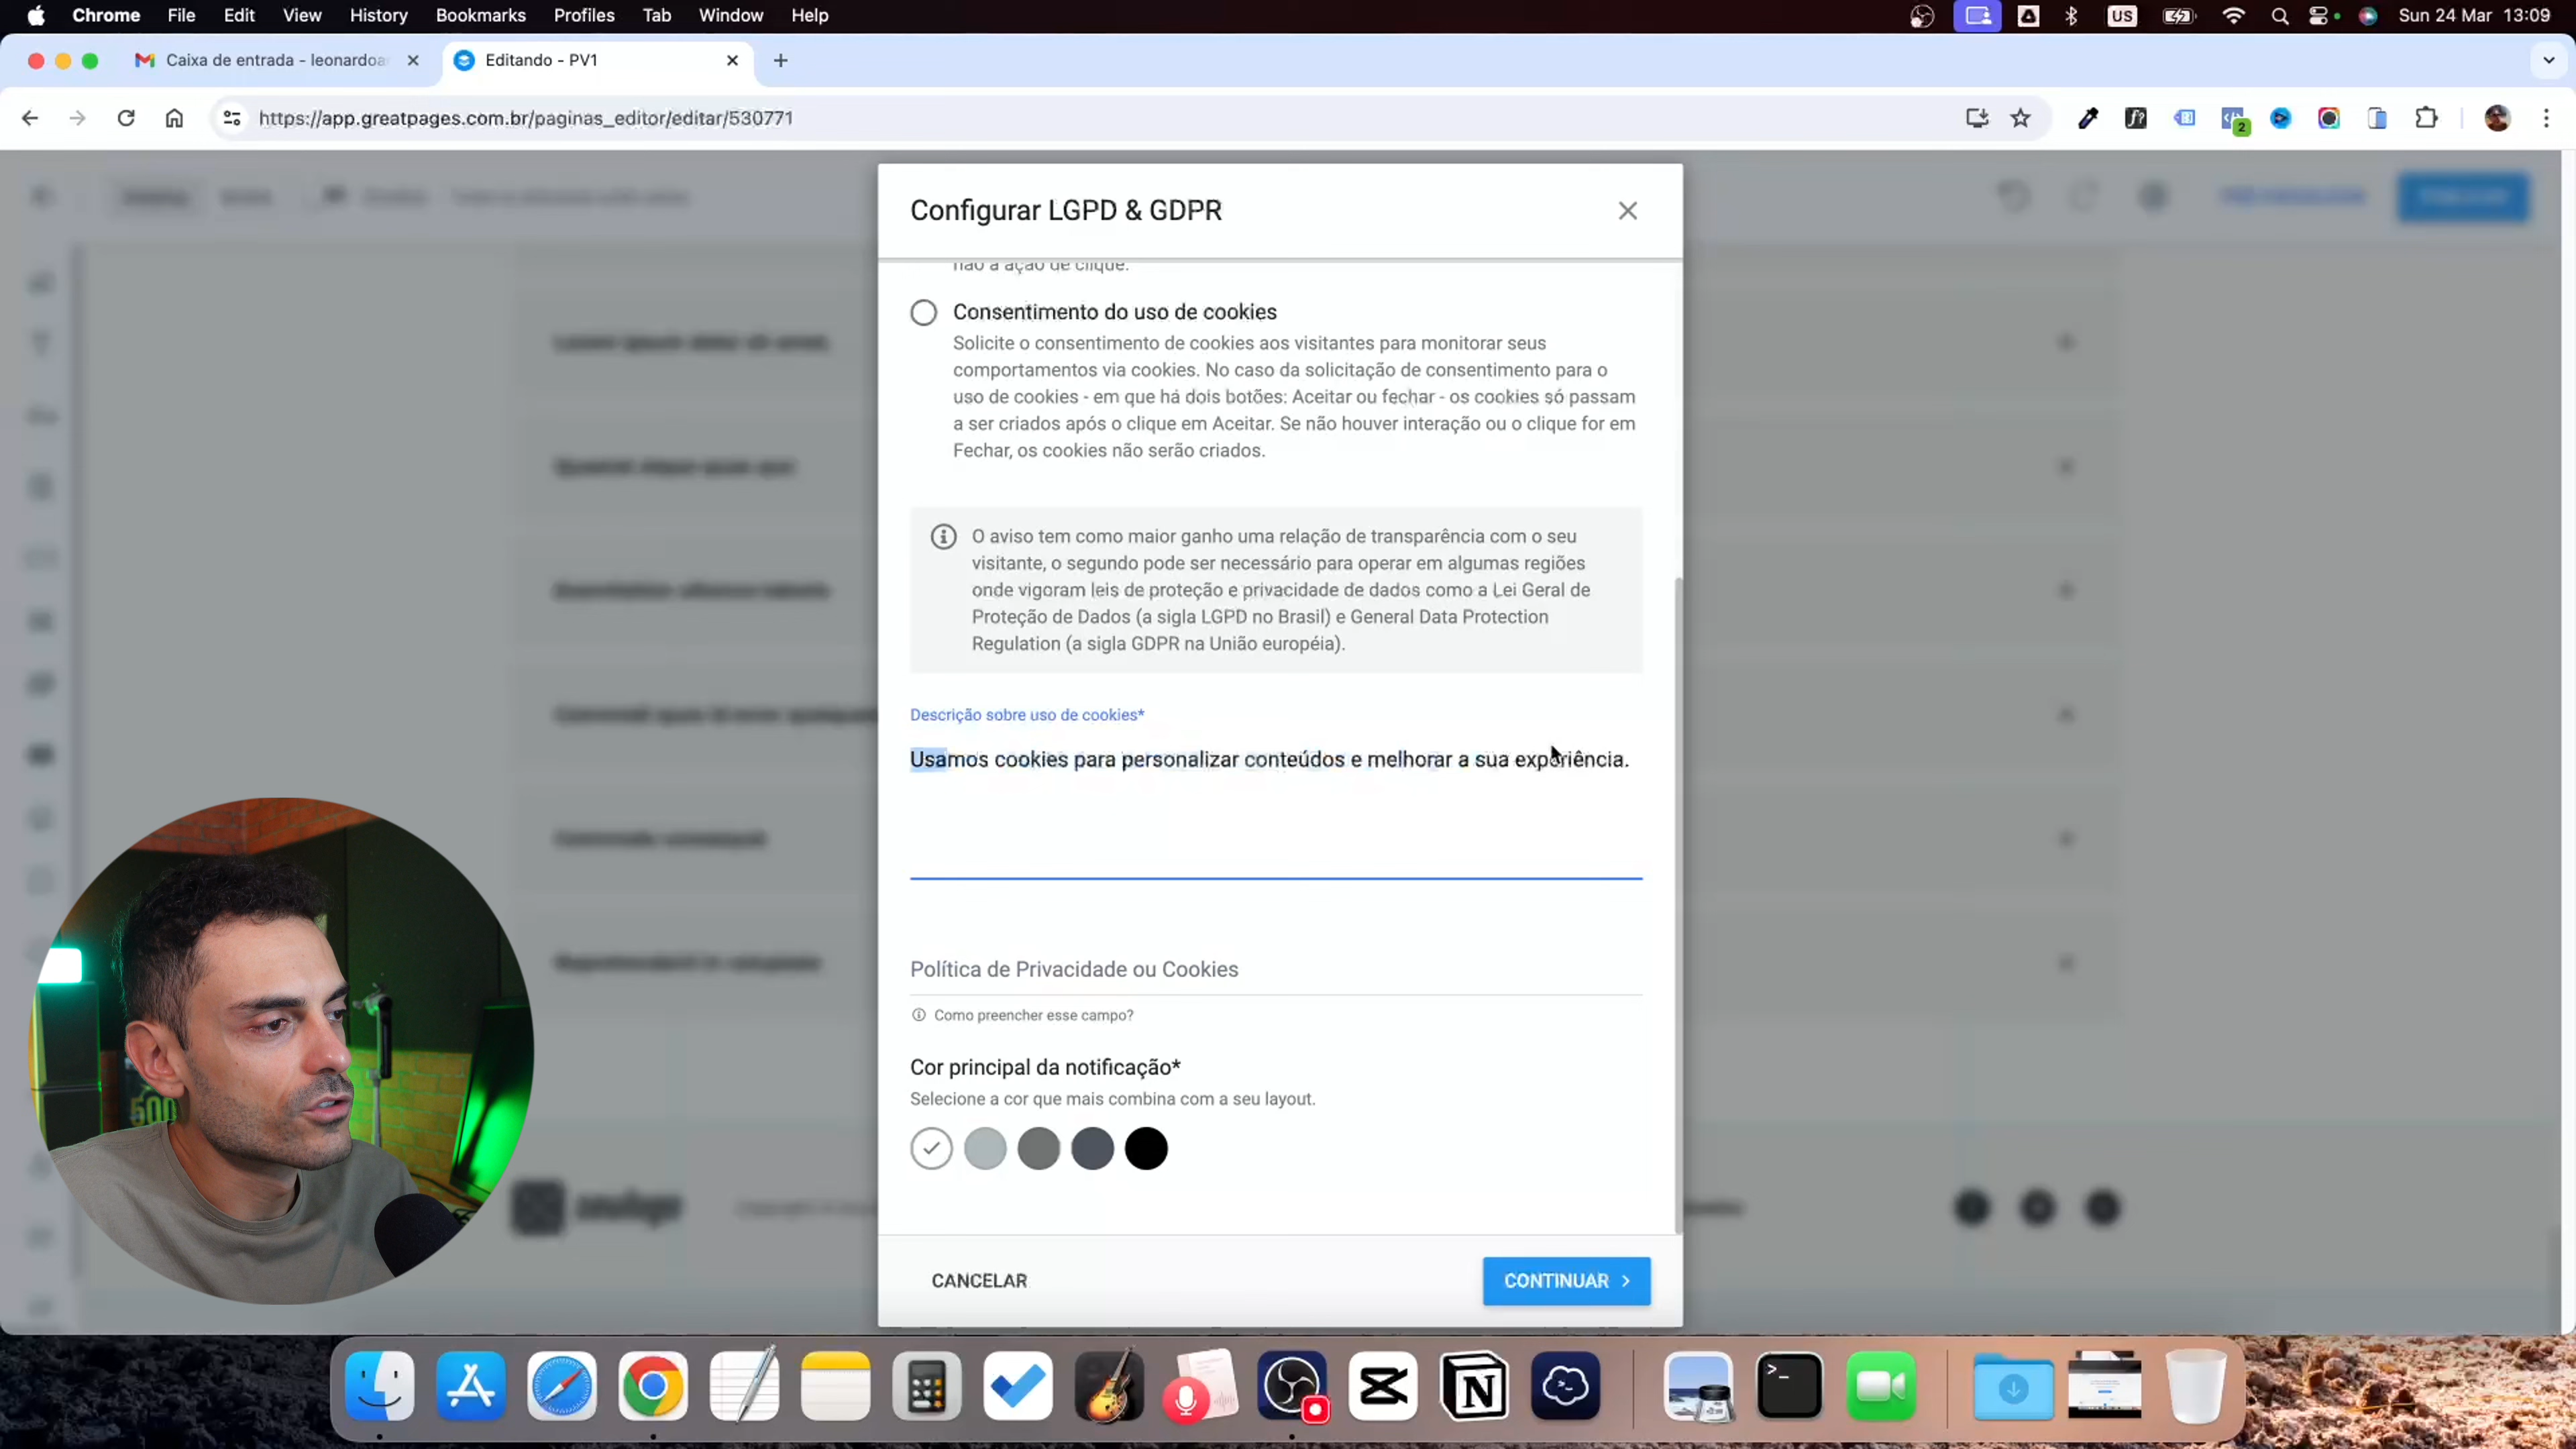 Chrome File Edit View History Bookmarks Profiles Tab Window Help US Sun 24 Mar 13:09
Caixa de entrada - leonardoa Editando - PV1
https://app.greatpages.com.br/paginas_editor/editar/530771 2
Configurar LGPD & GDPR
não a ação de clique.
Consentimento do uso de cookies
Solicite o consentimento de cookies aos visitantes para monitorar seus
comportamentos via cookies. No caso da solicitação de consentimento para o
uso de cookies - em que há dois botões: Aceitar ou fechar - os cookies só passam
a ser criados após o clique em Aceitar. Se não houver interação ou o clique for em
Fechar, os cookies não serão criados.
O aviso tem como maior ganho uma relação de transparência com o seu
visitante, o segundo pode ser necessário para operar em algumas regiões
onde vigoram leis de proteção e privacidade de dados como a Lei Geral de
Proteção de Dados (a sigla LGPD no Brasil) e General Data Protection
Regulation (a sigla GDPR na União européia).
Descrição sobre uso de cookies*
Usamos cookies para personalizar conteúdos e melhorar a sua experiência.
Política de Privacidade ou Cookies
Como preencher esse campo?
Cor principal da notificação*
Selecione a cor que mais combina com a seu layout.
CANCELAR CONTINUAR